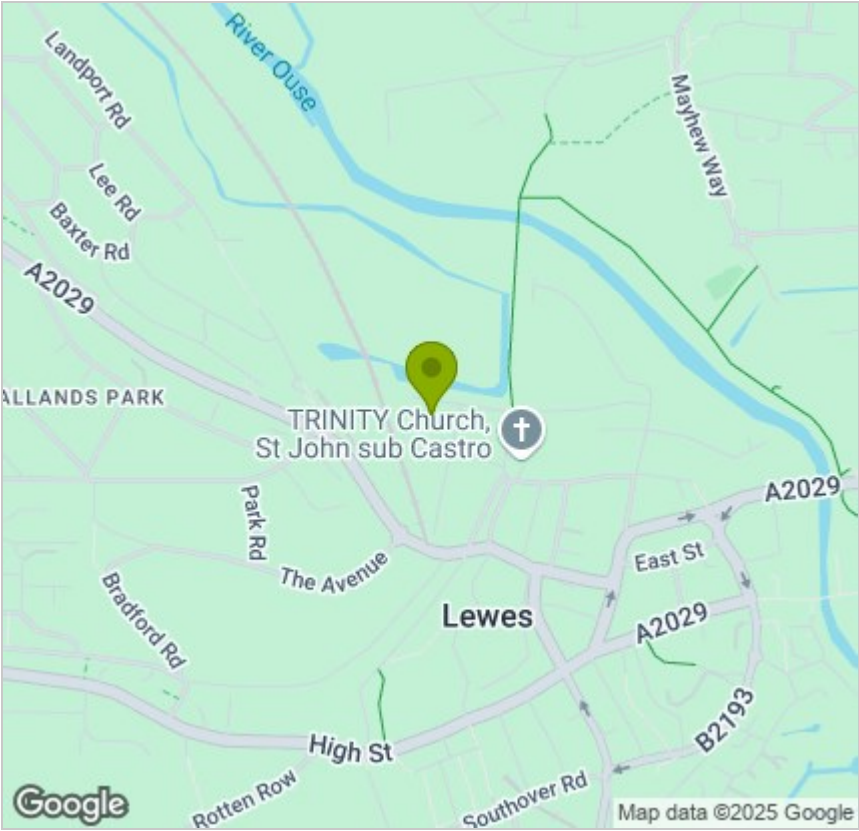 River Ouse
Landport Rd
Mayhew Way
Lee Rd
Baxter Rd
A2029
ALLANDS PARK
TRINITY Church,
St John sub Castro
Park Rd
A2029
East St
The Avenue
Bradford Rd
Lewes
A2029
B2193
High St
Rotten Row
Southover Rd
Google
Map data ©2025 Google